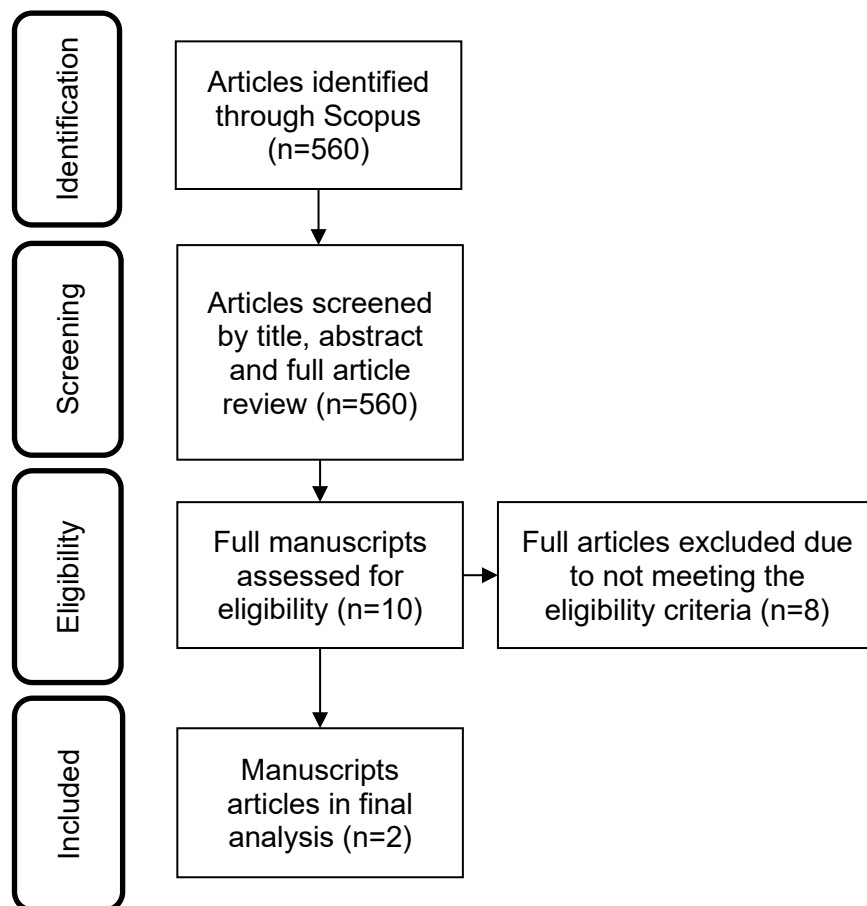 Identification
Articles identified
through Scopus
(n=560)
Screening
Articles screened
by title, abstract
and full article
review (n=560)
Eligibility
Full manuscripts
assessed for
eligibility (n=10)
Full articles excluded due
to not meeting the
eligibility criteria (n=8)
Included
Manuscripts
articles in final
analysis (n=2)